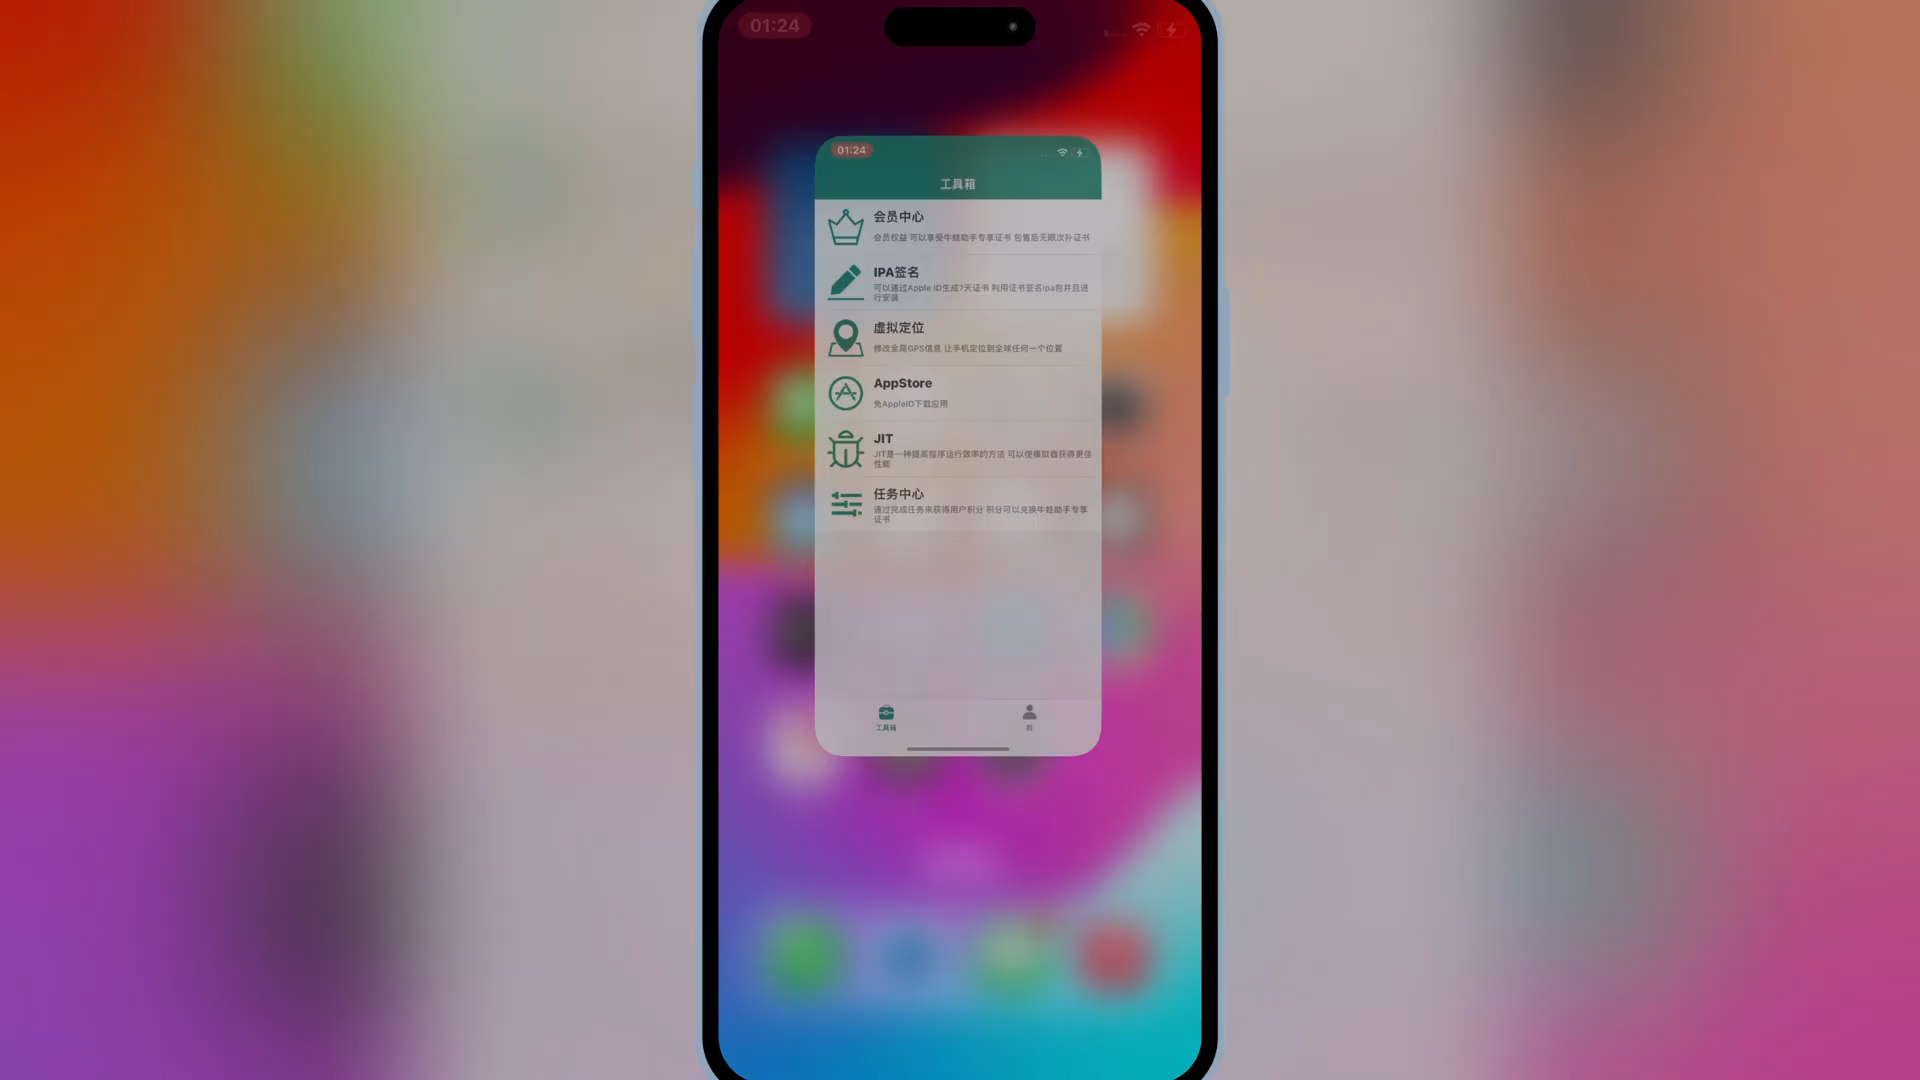 01:24
01:24
工具箱
会员中心
会员权益 可以享受牛蛙助手专享证书 包售后无限次补证书
IPA签名
可以通过Apple ID生成7天证书 利用证书签名ipa包并且进
行安装
虚拟定位
修改全局GPS信息 让手机定位到全球任何一个位置
AppStore
免AppleID下载应用
JIT
JIT是一种提高程序运行效率的方法 可以使模拟器获得更佳
性能
任务中心
通过完成任务来获得用户积分 积分可以兑换牛蛙助手专享
证书
工具箱
我